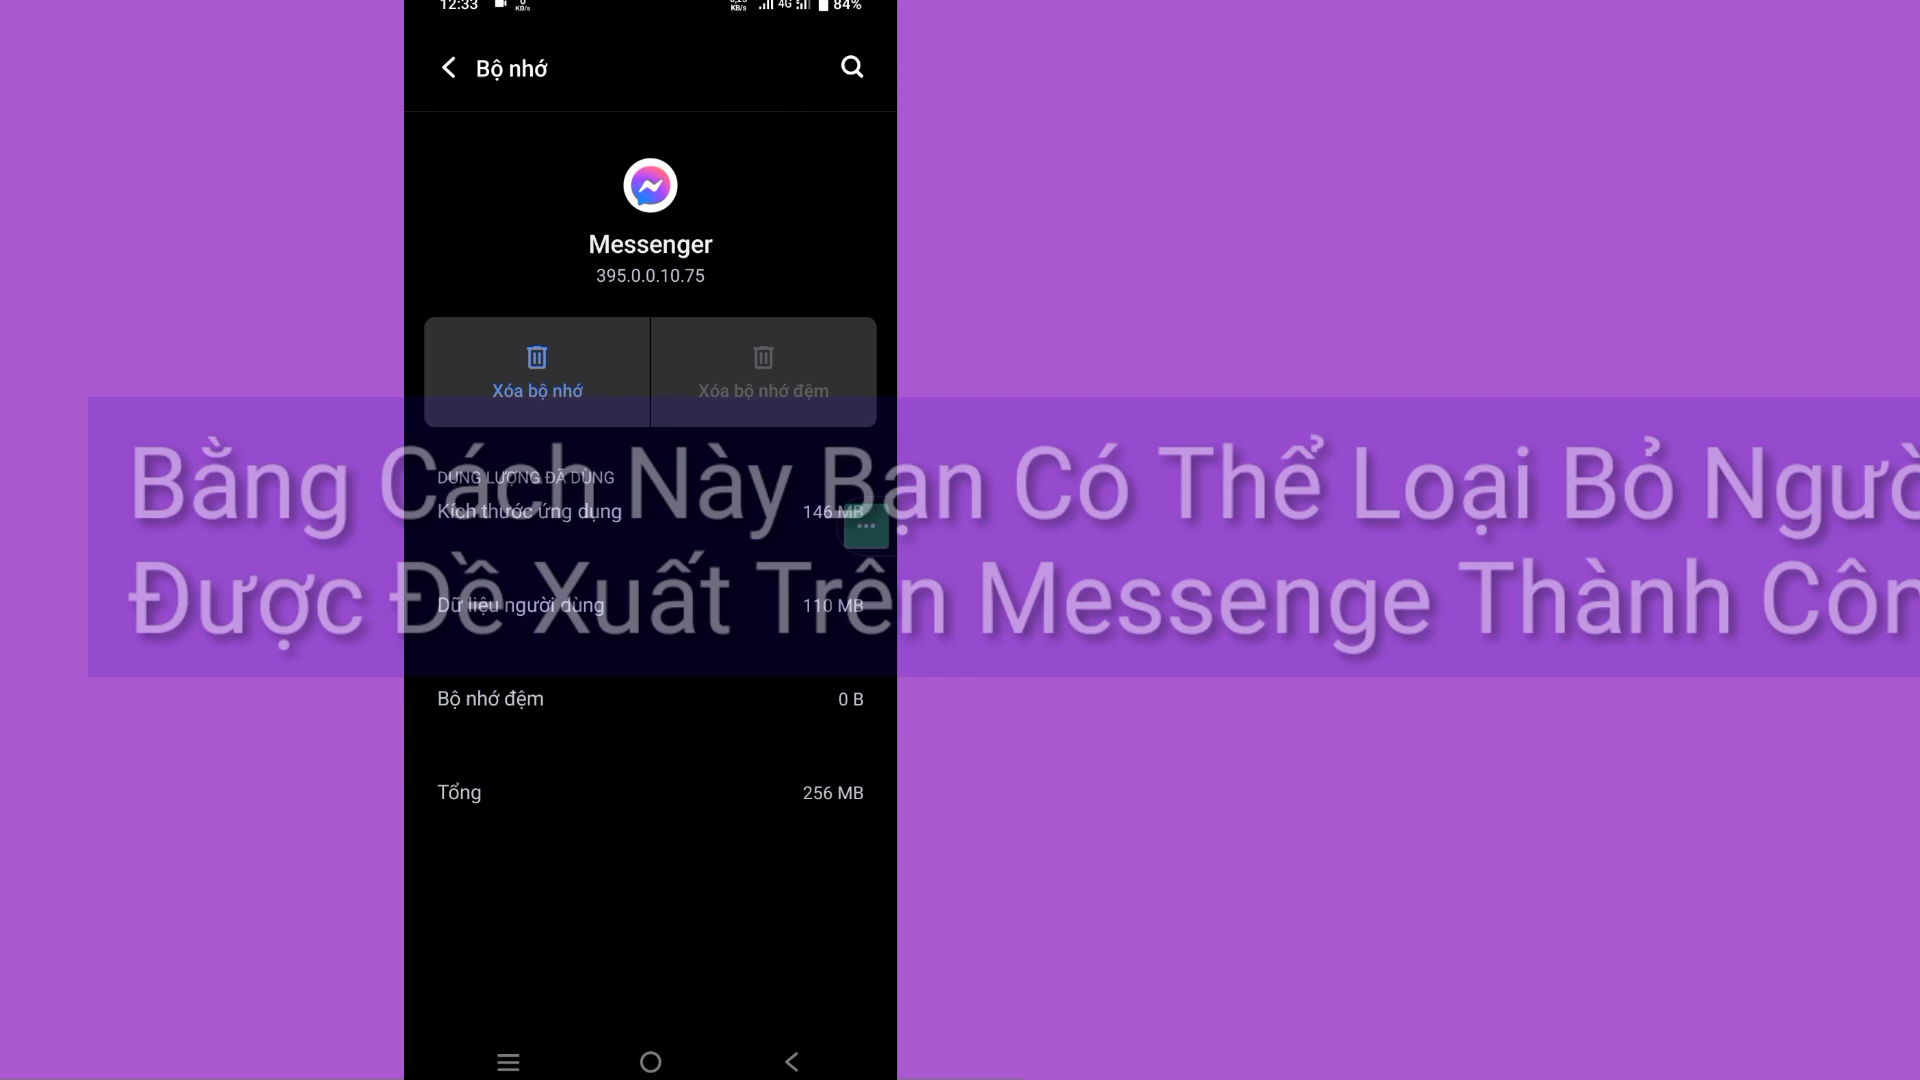 12:33
KB/s
KB/s 4G 84%
Bộ nhớ
Messenger
395.0.0.10.75
Xóa bộ nhớ
Xóa bộ nhớ đệm
Bằng Cách Này Bạn Có Thể Loại Bỏ Ngườ
Được Đề Xuất Trên Messenge Thành Côn
DUNG LƯỢNG ĐÃ DÙNG
Kích thước ứng dụng 146 MB
Dữ liệu người dùng 110 MB
Bộ nhớ đệm 0 B
Tổng 256 MB